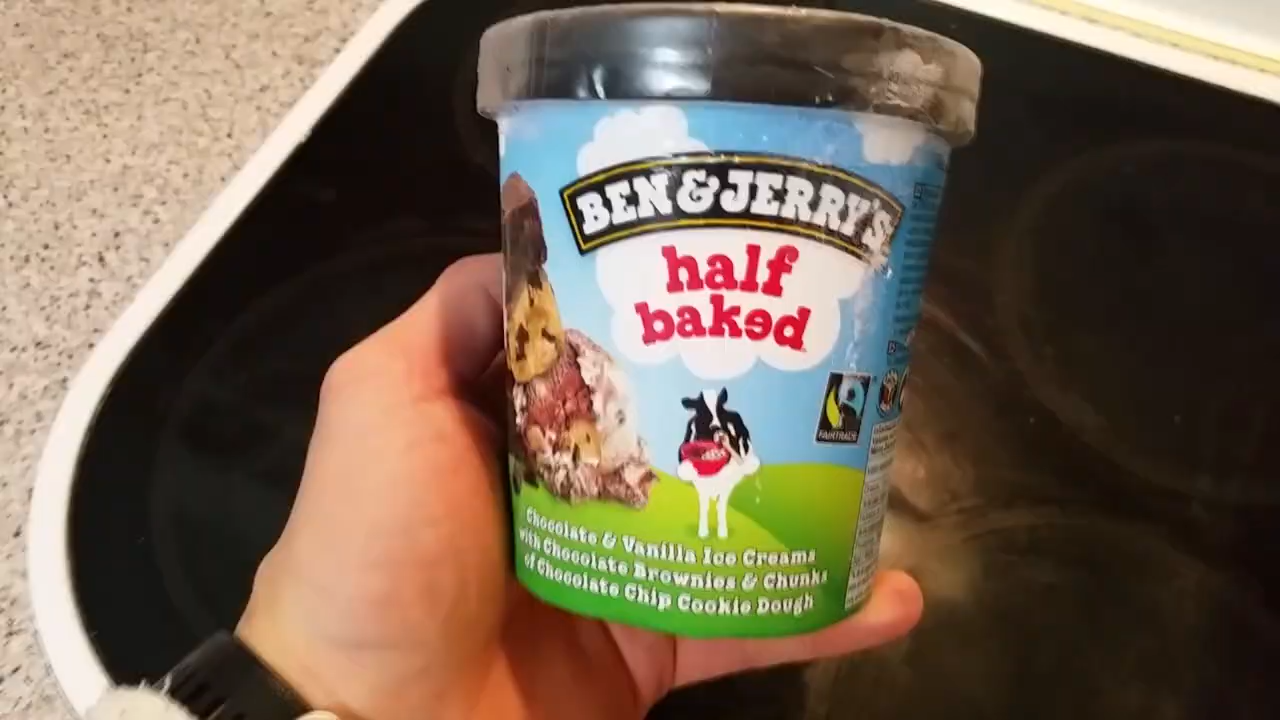 BEN & JERRY'S
half
baked
FAIRTRADE
Chocolate & Vanilla Ice Creams
with Chocolate Brownies & Chunks
of Chocolate Chip Cookie Dough